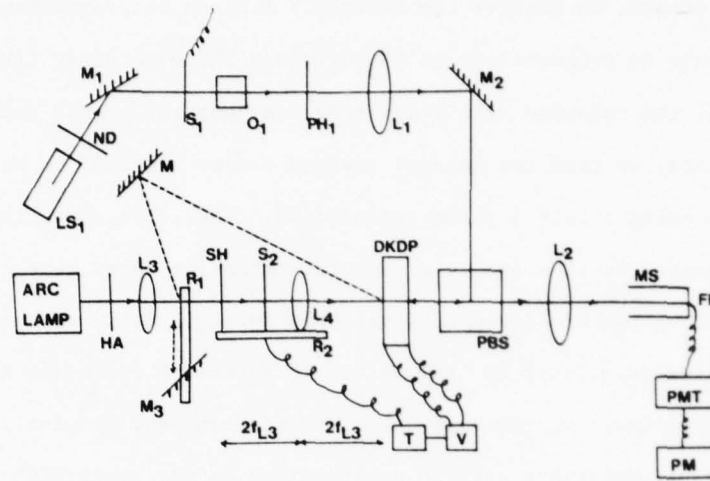 M1
M2
S1
O1
PH1
L1
ND
M
LS1
DKDP
L2
SH
S2
MS
L3
R1
ARC
LAMP
L4
HA
R2
PBS
M3
PMT
2fL3
2fL3
T
V
PM